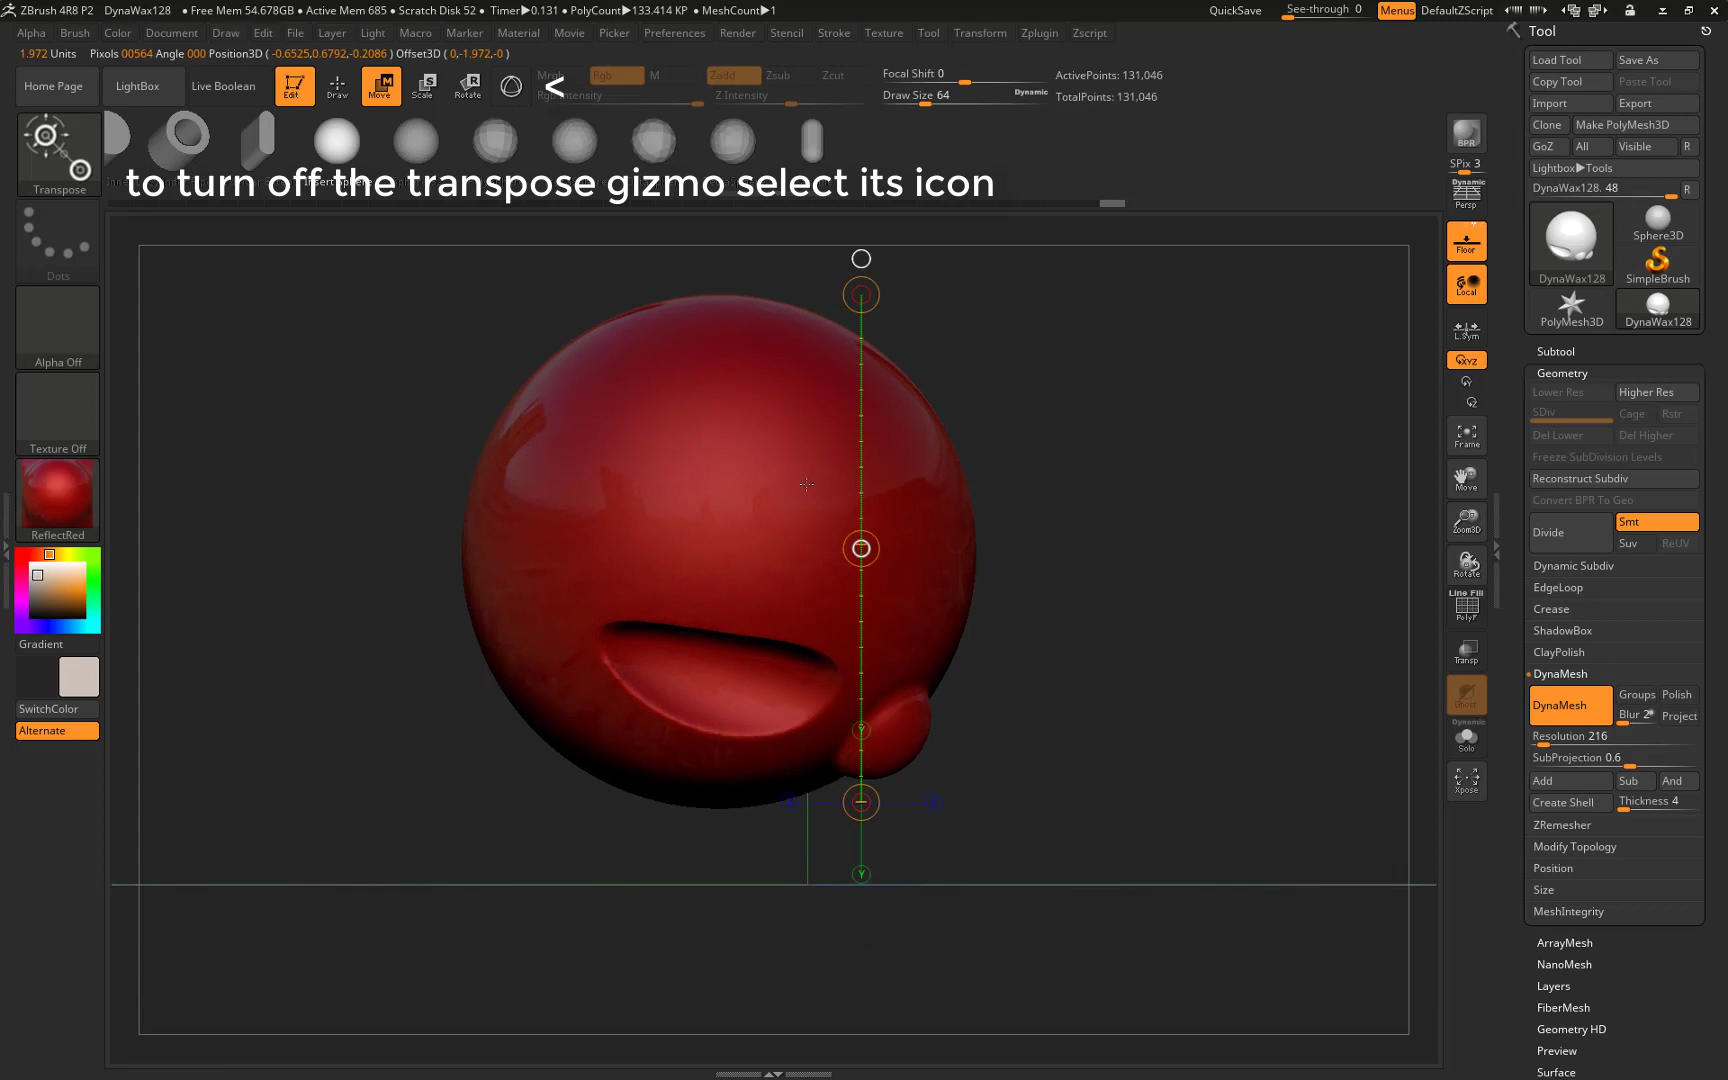 ZBrush 4R8 P2 DynaWax128 • Free Mem 54.678GB • Active Mem 685 • Scratch Disk 52 • Timer▶0.131 • PolyCount▶133.414 KP • MeshCount▶1 QuickSave See-through 0 Menus DefaultZScript
Alpha Brush Color Document Draw Edit File Layer Light Macro Marker Material Movie Picker Preferences Render Stencil Stroke Texture Tool Transform Zplugin Zscript
1.972 Units Pixels 00564 Angle 000 Position3D ( -0.6525,0.6792,-0.2086 ) Offset3D ( 0,-1.972,-0 )
Home Page LightBox Live Boolean Edit Draw Move Scale Rotate
Mrgb Rgb M Zadd Zsub Zcut
Rgb Intensity Z Intensity
Focal Shift 0 ActivePoints: 131,046
Draw Size 64 Dynamic TotalPoints: 131,046
to turn off the transpose gizmo select its icon
Transpose
Dots
Alpha Off
Texture Off
ReflectRed
Gradient
SwitchColor
Alternate
Y
Y
BPR
SPix 3
Dynamic
Persp
Floor
Local
L.Sym
XYZ
Frame
Move
Zoom3D
Rotate
Line Fill
PolyF
Transp
Ghost
Dynamic
Solo
Xpose
Tool
Load Tool Save As
Copy Tool Paste Tool
Import Export
Clone Make PolyMesh3D
GoZ All Visible R
Lightbox▶Tools
DynaWax128. 48 R
DynaWax128 Sphere3D
SimpleBrush
PolyMesh3D DynaWax128
Subtool
Geometry
Lower Res Higher Res
SDiv Cage Rstr
Del Lower Del Higher
Freeze SubDivision Levels
Reconstruct Subdiv
Convert BPR To Geo
Divide Smt
Suv ReUV
Dynamic Subdiv
EdgeLoop
Crease
ShadowBox
ClayPolish
DynaMesh
DynaMesh Groups Polish
Blur 2 Project
Resolution 216
SubProjection 0.6
Add Sub And
Create Shell Thickness 4
ZRemesher
Modify Topology
Position
Size
MeshIntegrity
ArrayMesh
NanoMesh
Layers
FiberMesh
Geometry HD
Preview
Surface